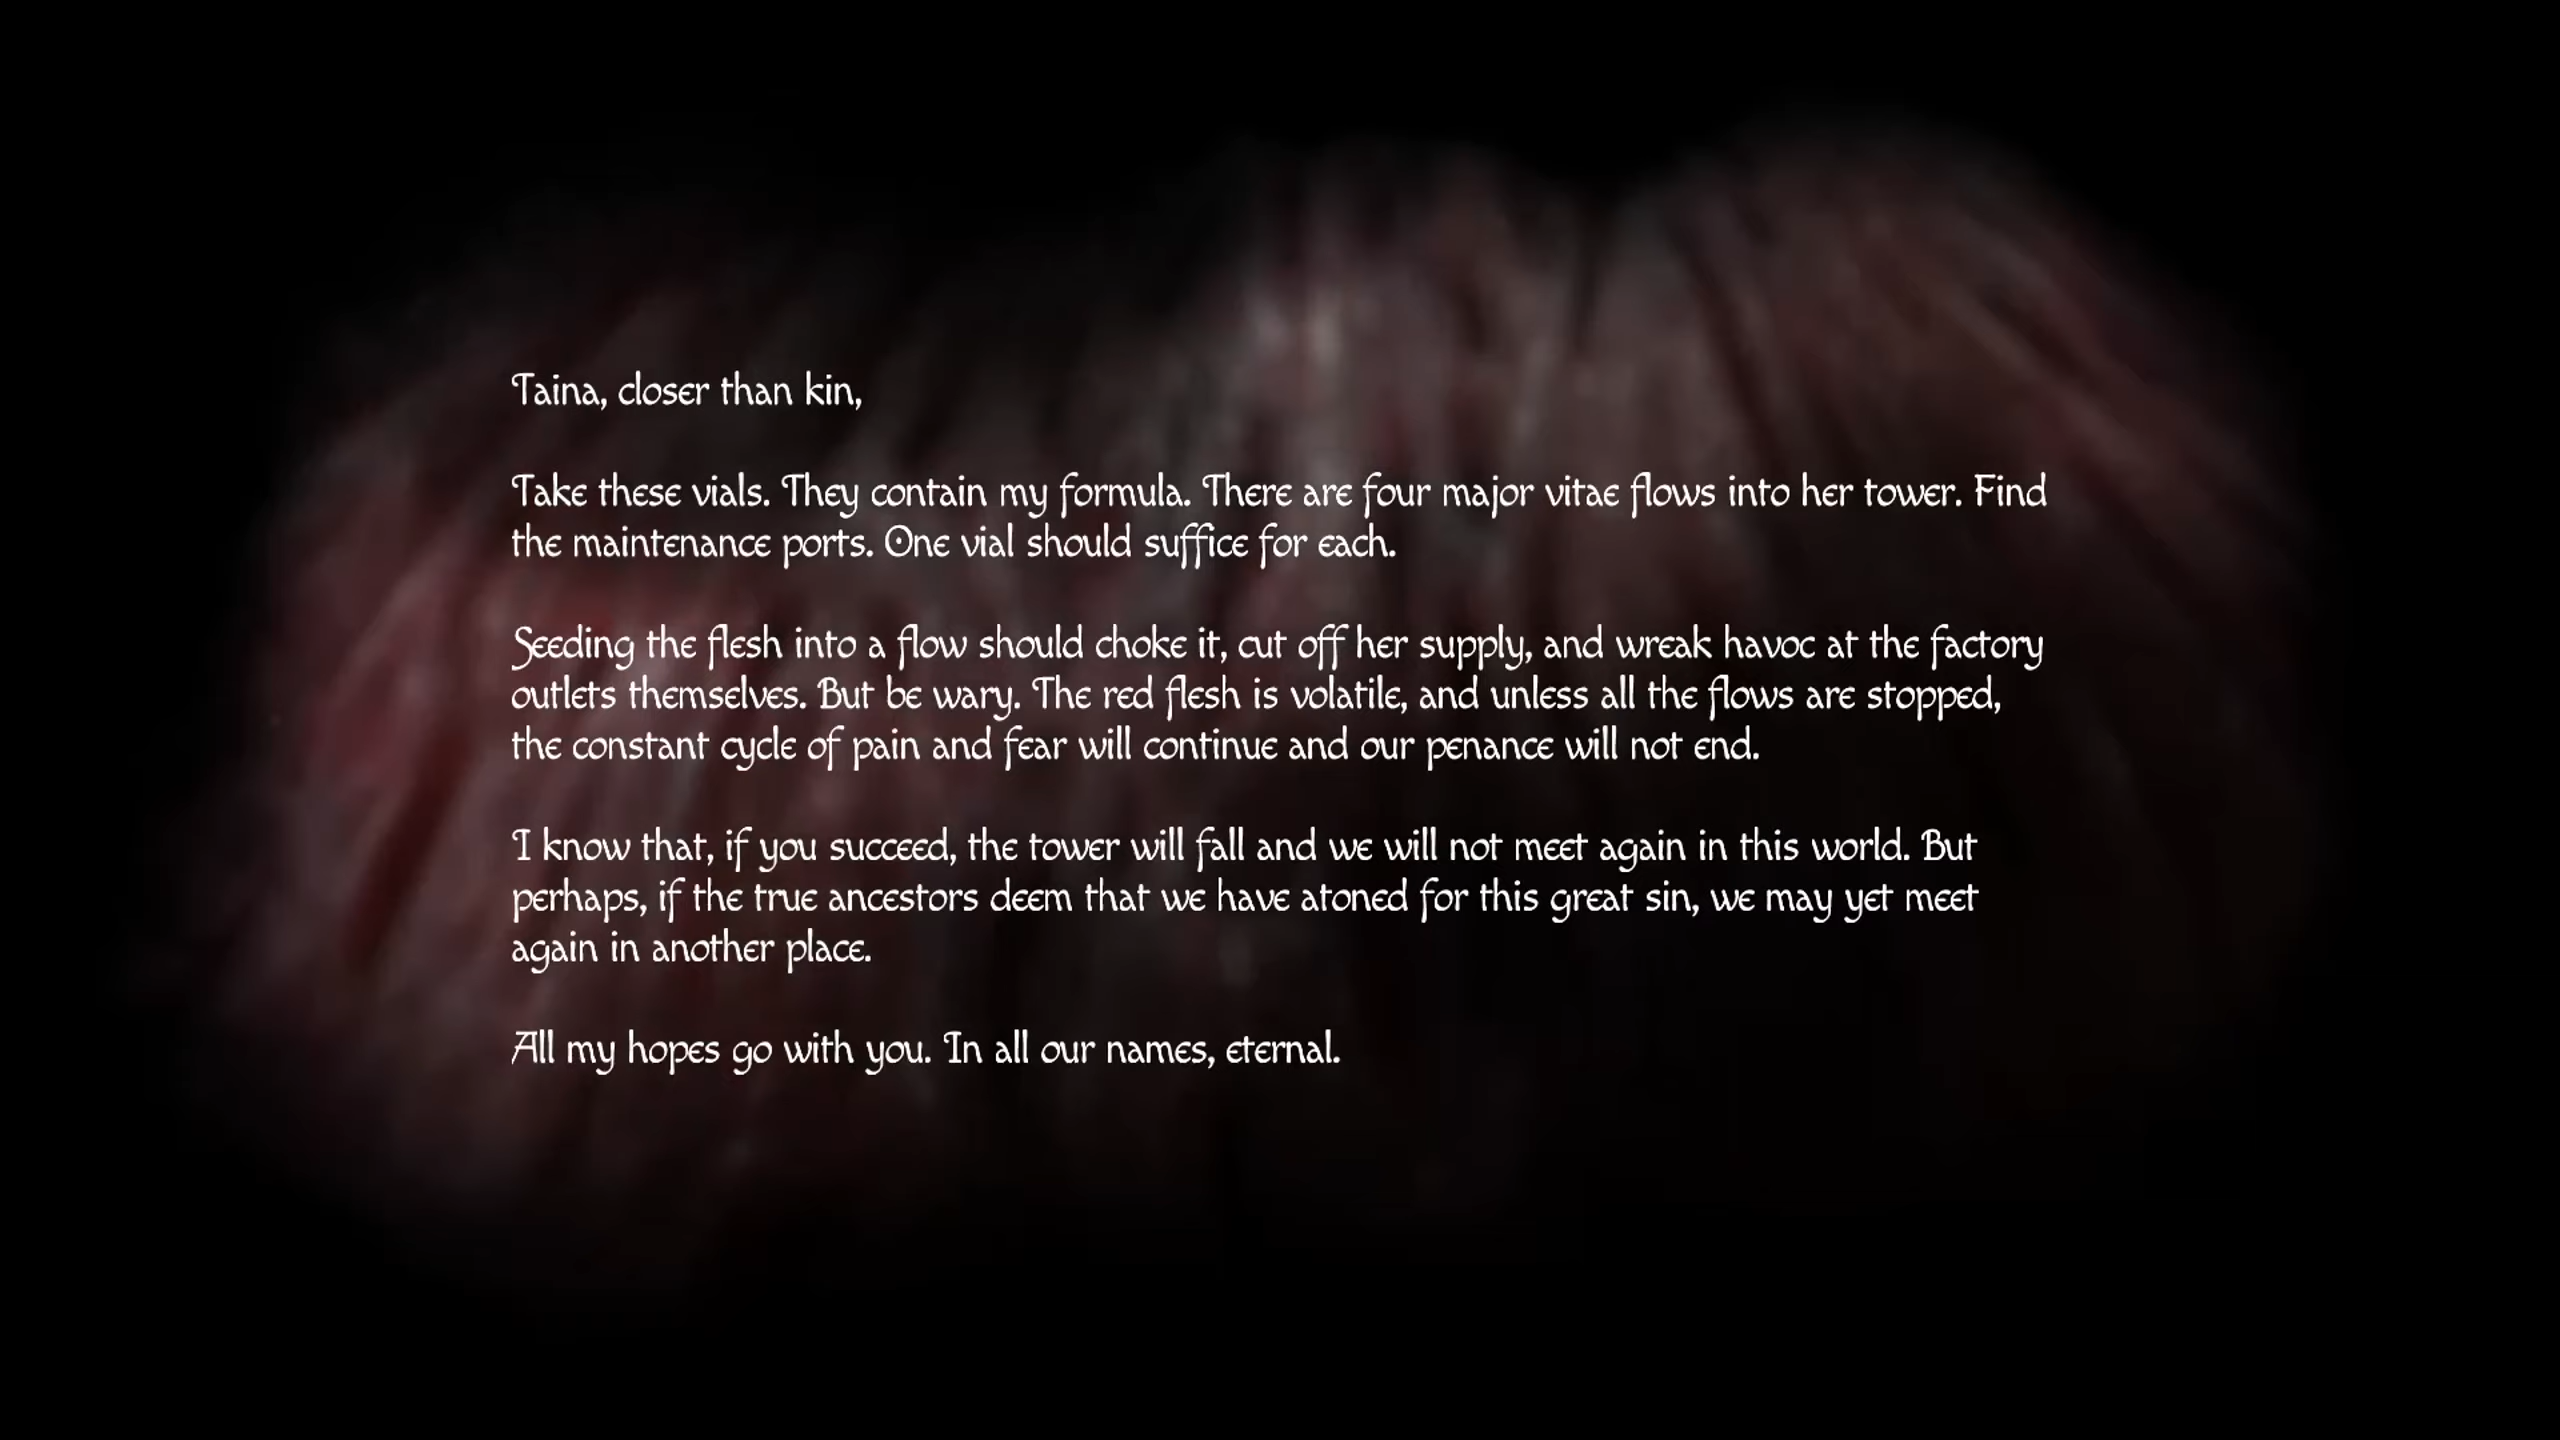 Taina, closer than kin,
Take these vials. They contain my formula. There are four major vitae flows into her tower. Find
the maintenance ports. One vial should suffice for each.
Seeding the flesh into a flow should choke it, cut off her supply, and wreak havoc at the factory
outlets themselves. But be wary. The red flesh is volatile, and unless all the flows are stopped,
the constant cycle of pain and fear will continue and our penance will not end.
I know that, if you succeed, the tower will fall and we will not meet again in this world. But
perhaps, if the true ancestors deem that we have atoned for this great sin, we may yet meet
again in another place.
All my hopes go with you. In all our names, eternal.